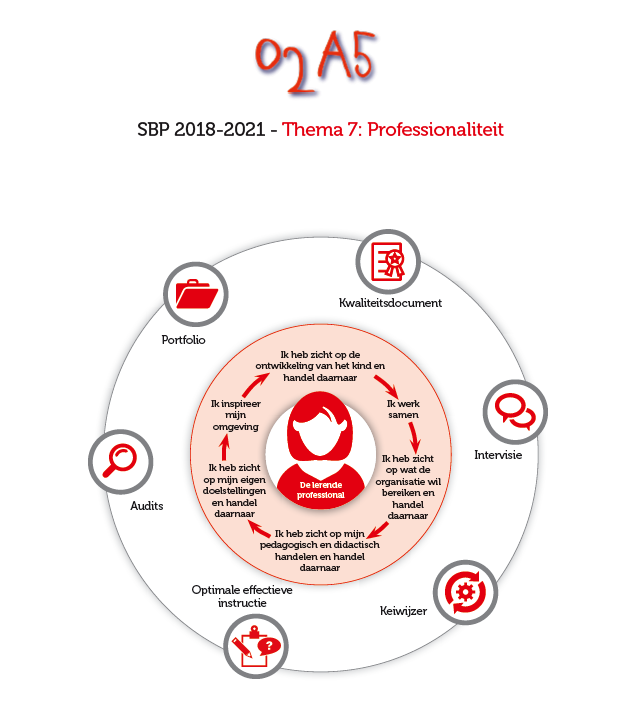 O2A5
SBP 2018-2021 - Thema 7: Professionaliteit
Kwaliteitsdocument
Portfolio
Ik heb zicht op de
ontwikkeling van het kind en
handel daarnaar
Ik inspireer
mijn
omgeving
Ik werk
samen
Intervisie
Ik heb zicht
op wat de
organisatie wil
bereiken en
handel
daarnaar
Ik heb zicht
op mijn eigen
doelstellingen
en handel
daarnaar
De lerende
professional
Audits
Ik heb zicht op mijn
pedagogisch en didactisch
handelen en handel
daarnaar
Optimale effectieve
instructie
Keiwijzer
?